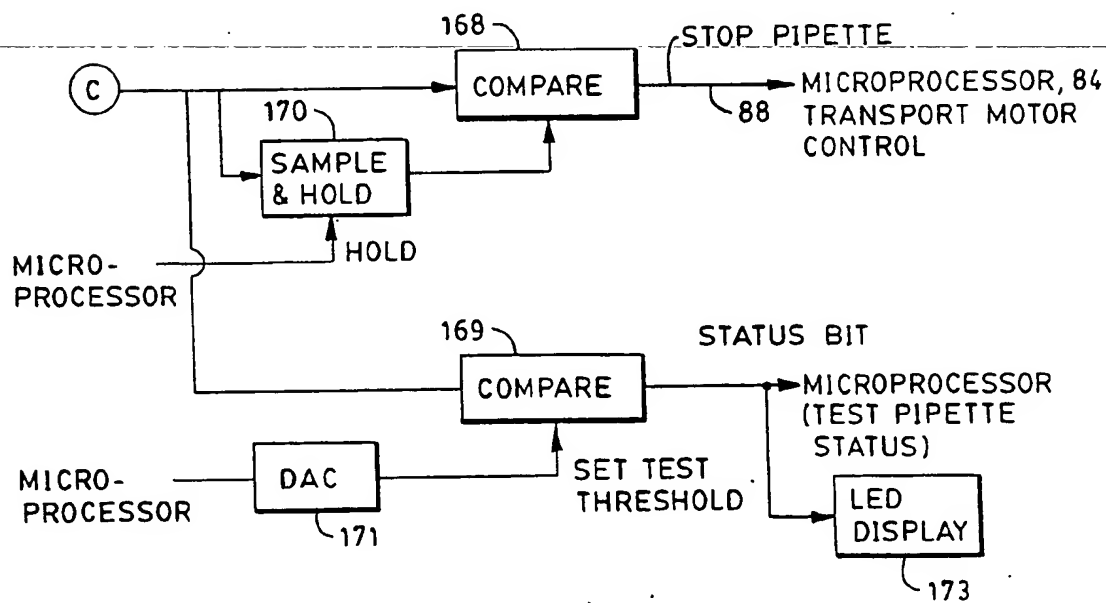 168
STOP PIPETTE
C
COMPARE
MICROPROCESSOR, 84
TRANSPORT MOTOR
CONTROL
88
170
SAMPLE
& HOLD
HOLD
MICRO-
PROCESSOR
169
STATUS BIT
COMPARE
MICROPROCESSOR
(TEST PIPETTE
STATUS)
SET TEST
THRESHOLD
MICRO-
PROCESSOR
DAC
171
LED
DISPLAY
173